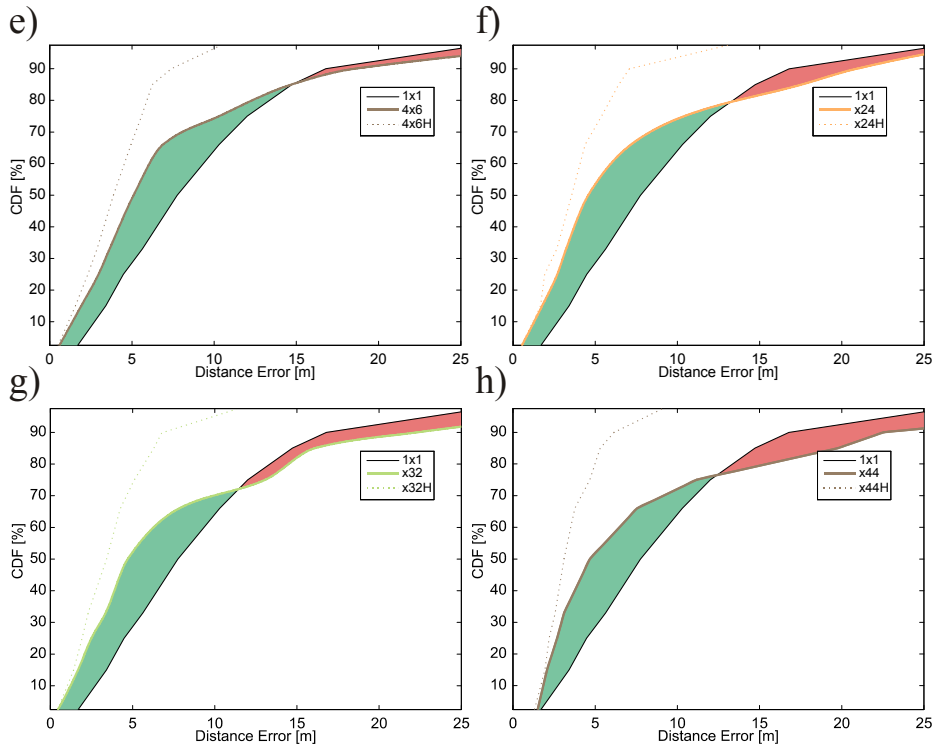 e)
90
80
70
60
50
40
30
20
10
CDF [%]
1x1
4x6
4x6H
0 5 10 15 20 25
Distance Error [m]
f)
90
80
70
60
50
40
30
20
10
CDF [%]
1x1
x24
x24H
0 5 10 15 20 25
Distance Error [m]
g)
90
80
70
60
50
40
30
20
10
CDF [%]
1x1
x32
x32H
0 5 10 15 20 25
Distance Error [m]
h)
90
80
70
60
50
40
30
20
10
CDF [%]
1x1
x44
x44H
0 5 10 15 20 25
Distance Error [m]